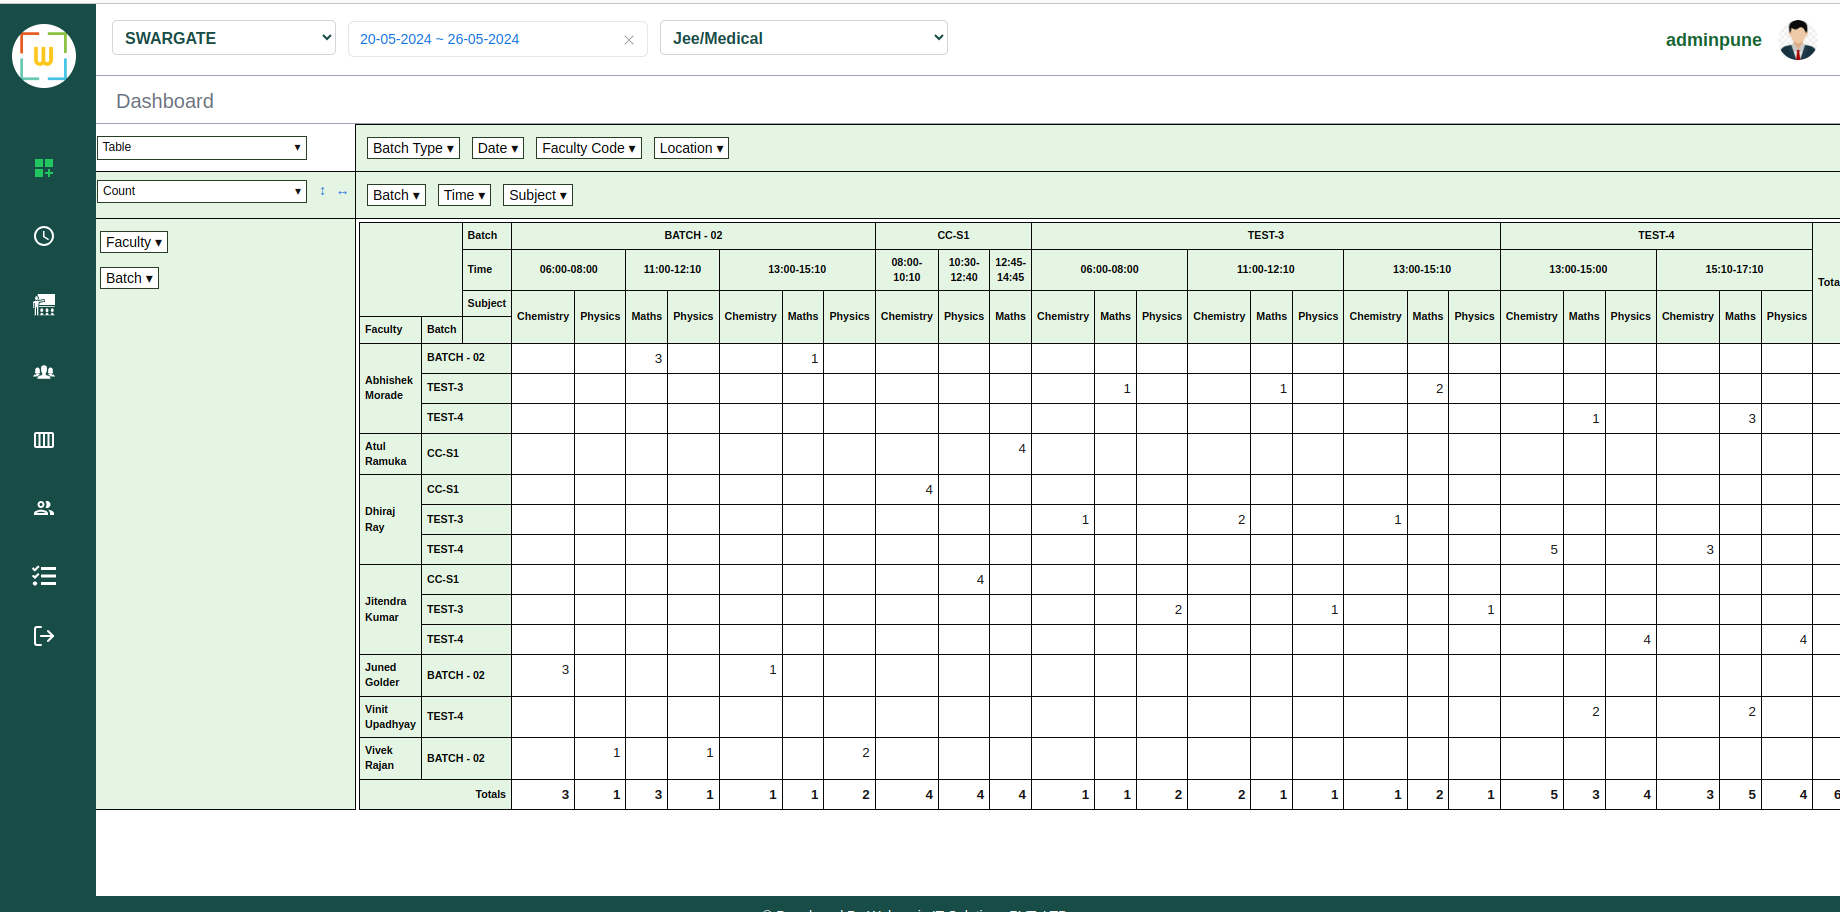 SWARGATE 20-05-2024 ~ 26-05-2024 Jee/Medical adminpune
Dashboard
Table Batch Type ▾ Date ▾ Faculty Code ▾ Location ▾
Count ↕ ↔ Batch ▾ Time ▾ Subject ▾
Faculty ▾
Batch ▾
Batch BATCH - 02 CC-S1 TEST-3 TEST-4
Time 06:00-08:00 11:00-12:10 13:00-15:10 08:00-10:10 10:30-12:40 12:45-14:45 06:00-08:00 11:00-12:10 13:00-15:10 13:00-15:00 15:10-17:10
Subject Chemistry Physics Maths Physics Chemistry Maths Physics Chemistry Physics Maths Chemistry Maths Physics Chemistry Maths Physics Chemistry Maths Physics Chemistry Maths Physics Chemistry Maths Physics
Faculty Batch
Abhishek Morade BATCH - 02 3 1
TEST-3 1 1 2
TEST-4 1 3
Atul Ramuka CC-S1 4
Dhiraj Ray CC-S1 4
TEST-3 1 2 1
TEST-4 5 3
Jitendra Kumar CC-S1 4
TEST-3 2 1 1
TEST-4 4 4
Juned Golder BATCH - 02 3 1
Vinit Upadhyay TEST-4 2 2
Vivek Rajan BATCH - 02 1 1 2
Totals 3 1 3 1 1 1 2 4 4 4 1 1 2 2 1 1 1 2 1 5 3 4 3 5 4